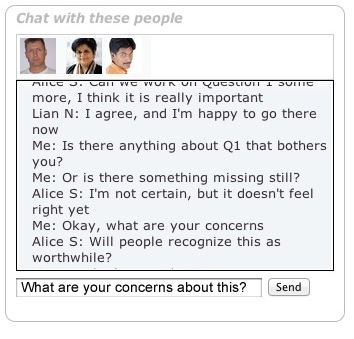 Chat with these people
Alice S: Can we work on Question 1 some
more, I think it is really important
Lian N: I agree, and I'm happy to go there
now
Me: Is there anything about Q1 that bothers
you?
Me: Or is there something missing still?
Alice S: I'm not certain, but it doesn't feel
right yet
Me: Okay, what are your concerns
Alice S: Will people recognize this as
worthwhile?
What are your concerns about this? Send